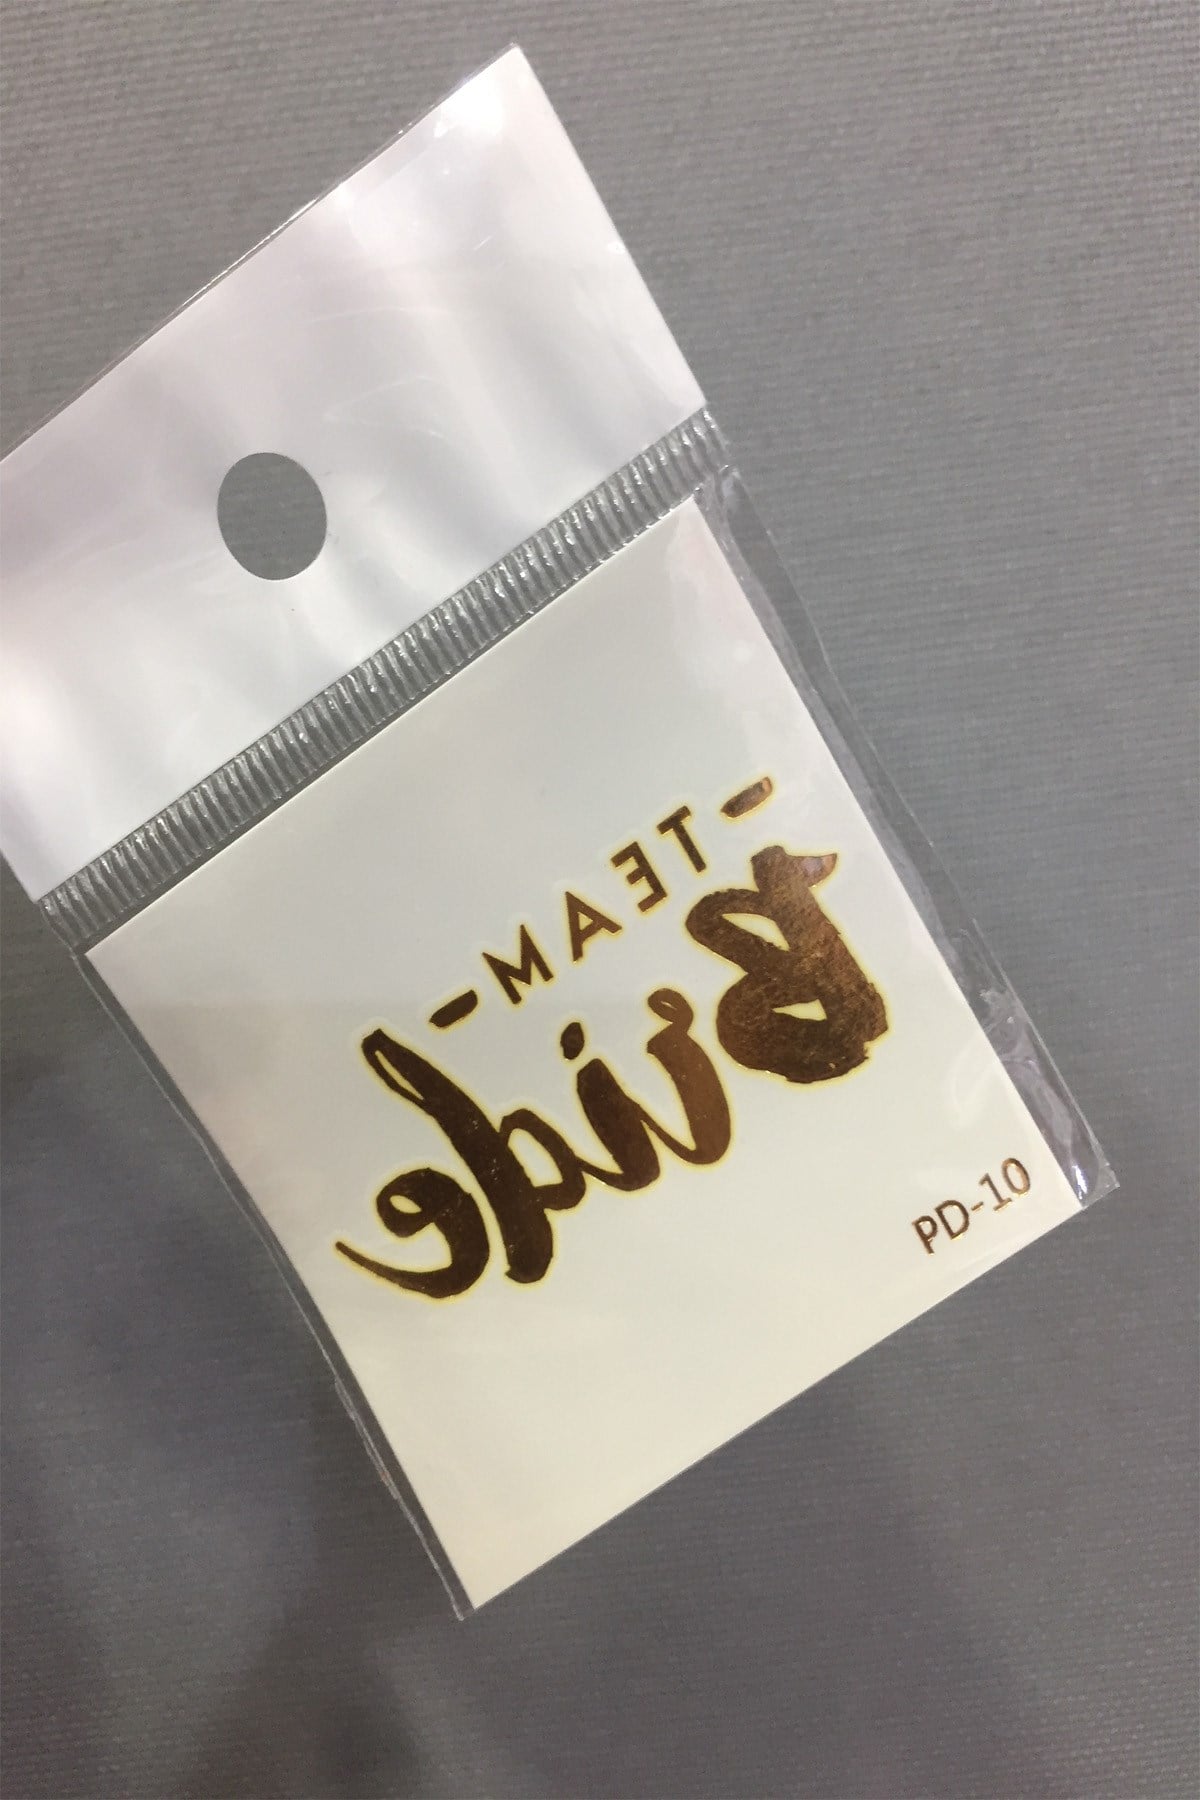 - TEAM -
Bride
PD-10